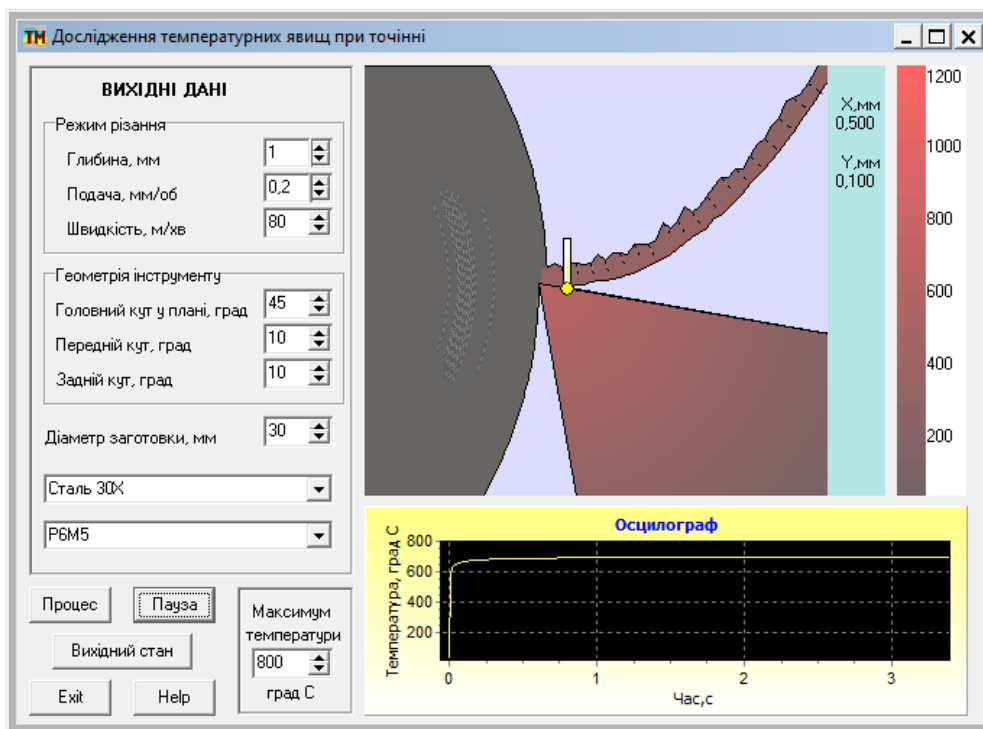 TM Дослідження температурних явищ при точінні
ВИХІДНІ ДАНІ
Режим різання
Глибина, мм 1
Подача, мм/об 0,2
Швидкість, м/хв 80
Геометрія інструменту
Головний кут у плані, град 45
Передній кут, град 10
Задній кут, град 10
Діаметр заготовки, мм 30
Сталь 30Х
Р6М5
Процес
Пауза
Вихідний стан
Exit
Help
Максимум
температури
800
град С
X,мм
0,500
Y,мм
0,100
1200
1000
800
600
400
200
Осцилограф
Температура, град С
800
600
400
200
0 1 2 3
Час,с